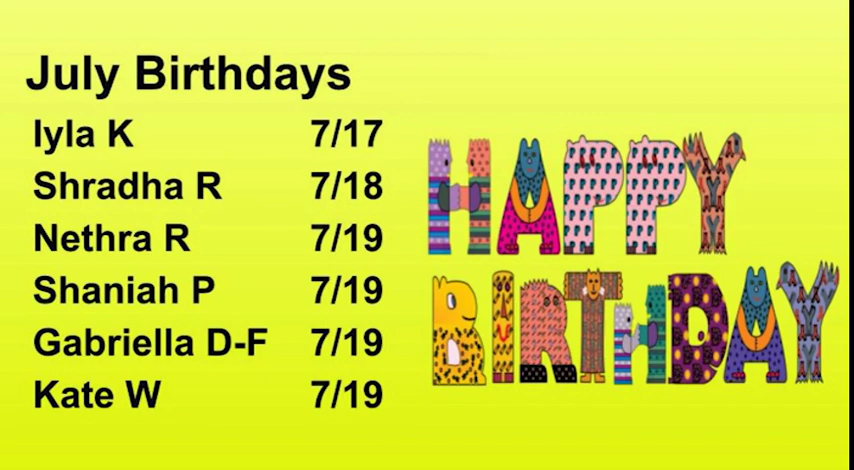 July Birthdays
Iyla K 7/17
Shradha R 7/18
Nethra R 7/19
Shaniah P 7/19
Gabriella D-F 7/19
Kate W 7/19
HAPPY
BIRTHDAY